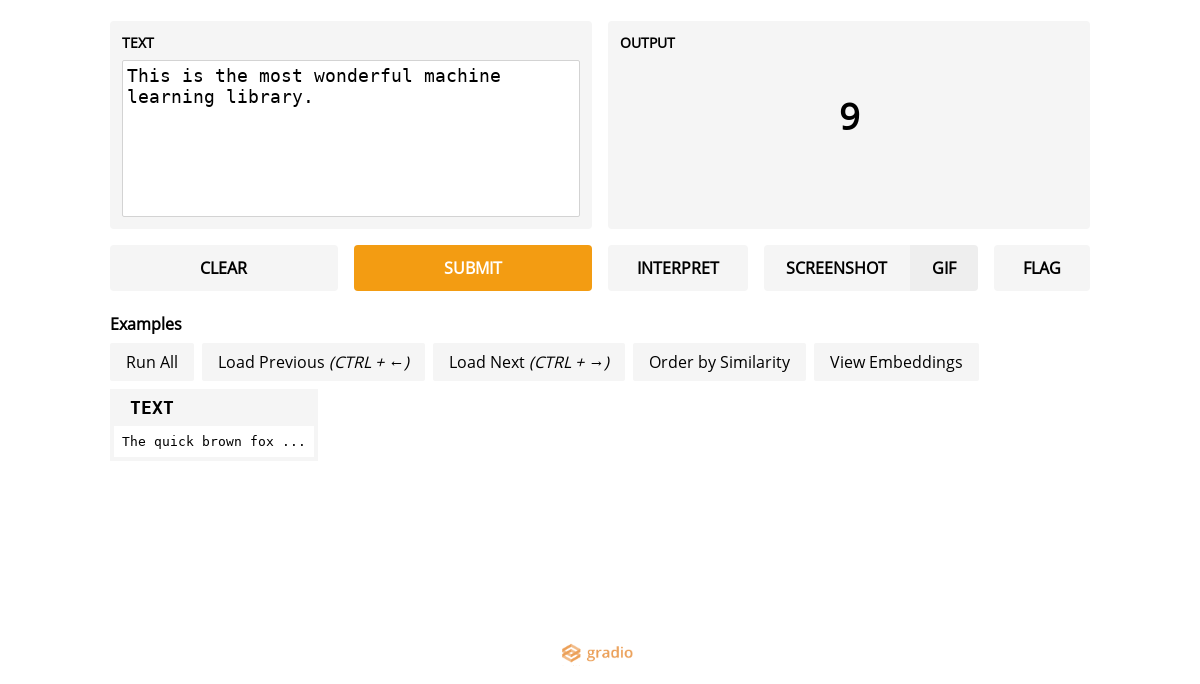 TEXT
This is the most wonderful machine
learning library.
OUTPUT
9
CLEAR
SUBMIT
INTERPRET
SCREENSHOT
GIF
FLAG
Examples
Run All
Load Previous (CTRL + ←)
Load Next (CTRL + →)
Order by Similarity
View Embeddings
TEXT
The quick brown fox ...
gradio